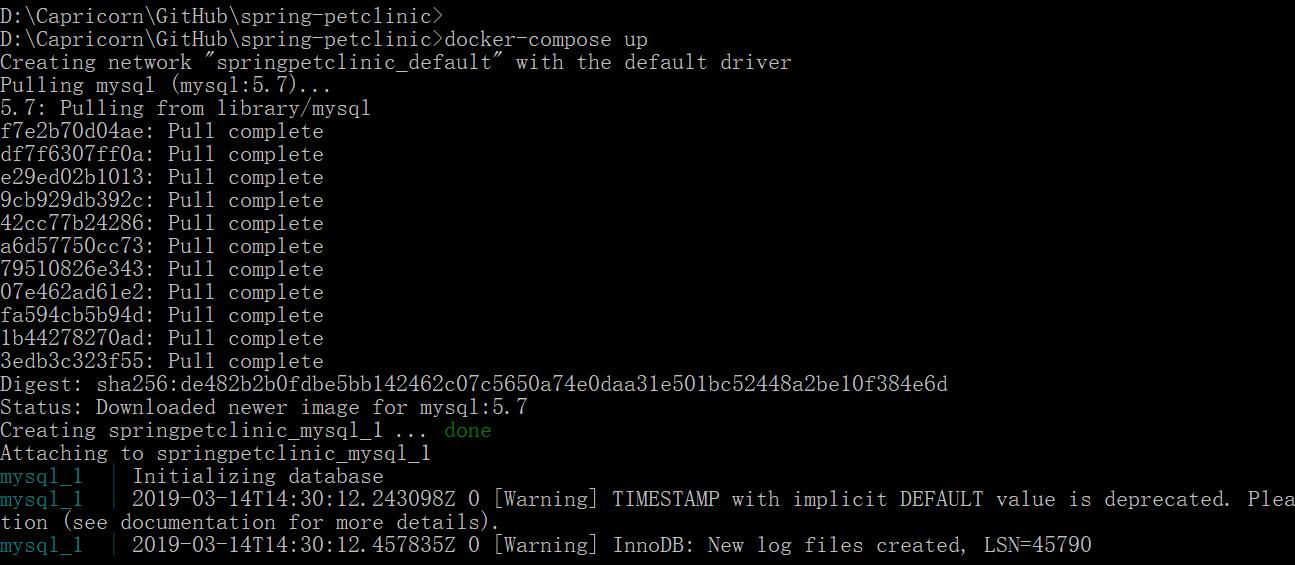 D:\Capricorn\GitHub\spring-petclinic>
D:\Capricorn\GitHub\spring-petclinic>docker-compose up
Creating network "springpetclinic_default" with the default driver
Pulling mysql (mysql:5.7)...
5.7: Pulling from library/mysql
f7e2b70d04ae: Pull complete
df7f6307ff0a: Pull complete
e29ed02b1013: Pull complete
9cb929db392c: Pull complete
42cc77b24286: Pull complete
a6d57750cc73: Pull complete
79510826e343: Pull complete
07e462ad61e2: Pull complete
fa594cb5b94d: Pull complete
1b44278270ad: Pull complete
3edb3c323f55: Pull complete
Digest: sha256:de482b2b0fdbe5bb142462c07c5650a74e0daa31e501bc52448a2be10f384e6d
Status: Downloaded newer image for mysql:5.7
Creating springpetclinic_mysql_1 ... done
Attaching to springpetclinic_mysql_1
mysql_1  | Initializing database
mysql_1  | 2019-03-14T14:30:12.243098Z 0 [Warning] TIMESTAMP with implicit DEFAULT value is deprecated. Plea
tion (see documentation for more details).
mysql_1  | 2019-03-14T14:30:12.457835Z 0 [Warning] InnoDB: New log files created, LSN=45790